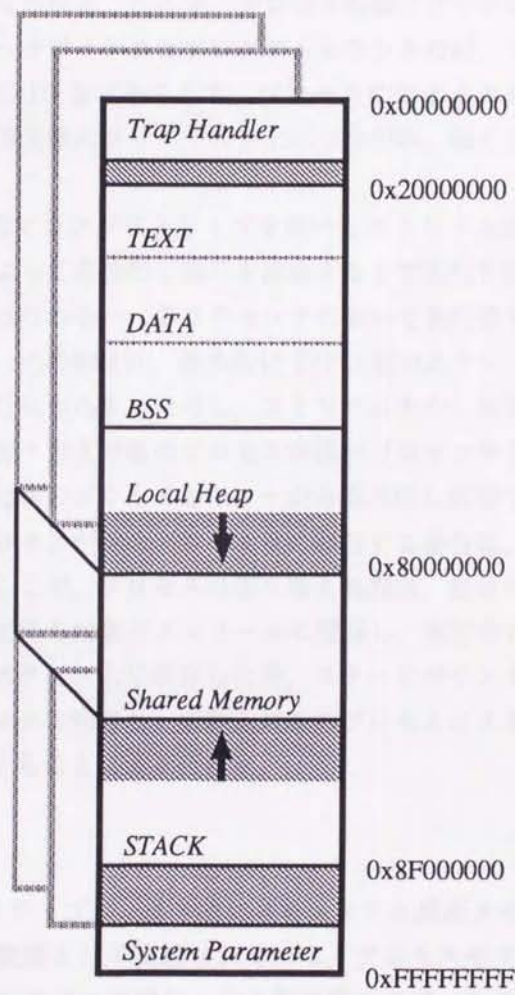 0x00000000
Trap Handler
0x20000000
TEXT
DATA
BSS
Local Heap
0x80000000
Shared Memory
STACK
0x8F000000
System Parameter
0xFFFFFFFF